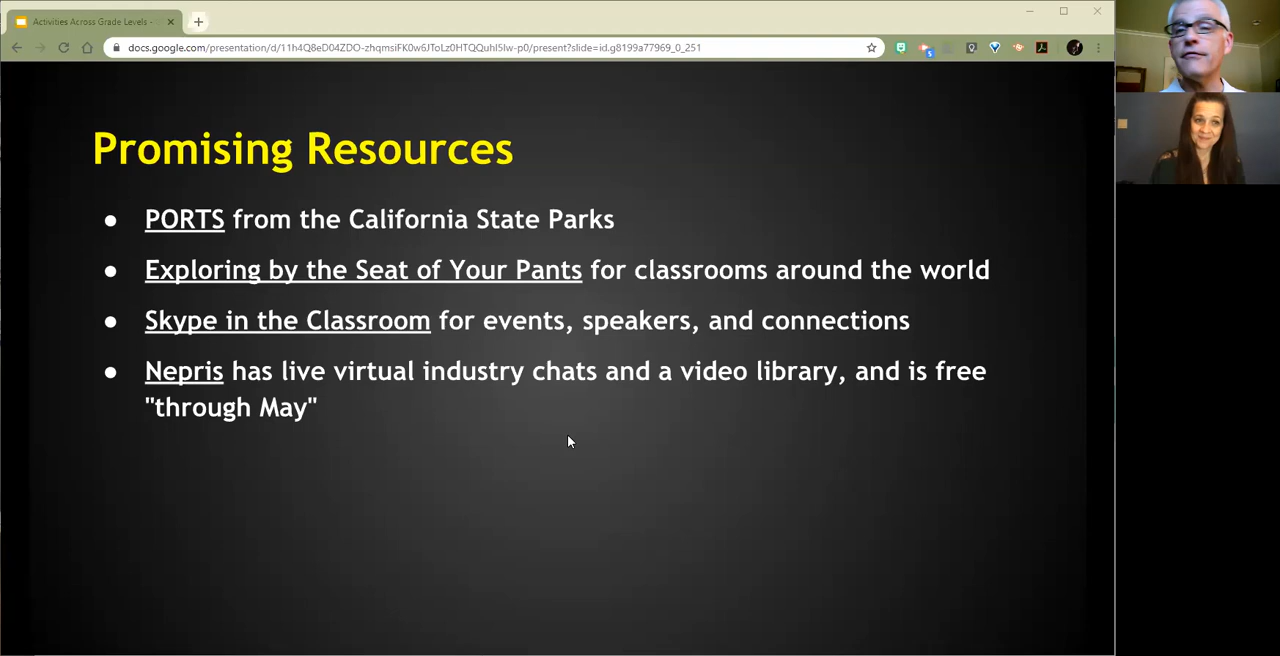 Activities Across Grade Levels -
docs.google.com/presentation/d/11h4Q8eD04ZDO-zhqmsiFK0w6JToLz0HTQQuhI5lw-p0/present?slide=id.g8199a77969_0_251
Promising Resources
PORTS from the California State Parks
Exploring by the Seat of Your Pants for classrooms around the world
Skype in the Classroom for events, speakers, and connections
Nepris has live virtual industry chats and a video library, and is free
"through May"